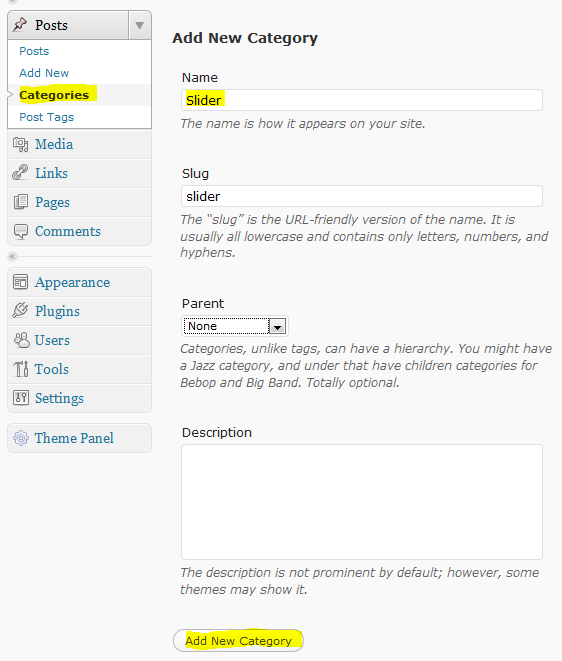 Posts
Posts
Add New
Categories
Post Tags
Media
Links
Pages
Comments
Appearance
Plugins
Users
Tools
Settings
Theme Panel
Add New Category
Name
Slider
The name is how it appears on your site.
Slug
slider
The “slug” is the URL-friendly version of the name. It is
usually all lowercase and contains only letters, numbers, and
hyphens.
Parent
None
Categories, unlike tags, can have a hierarchy. You might have
a Jazz category, and under that have children categories for
Bebop and Big Band. Totally optional.
Description
The description is not prominent by default; however, some
themes may show it.
Add New Category